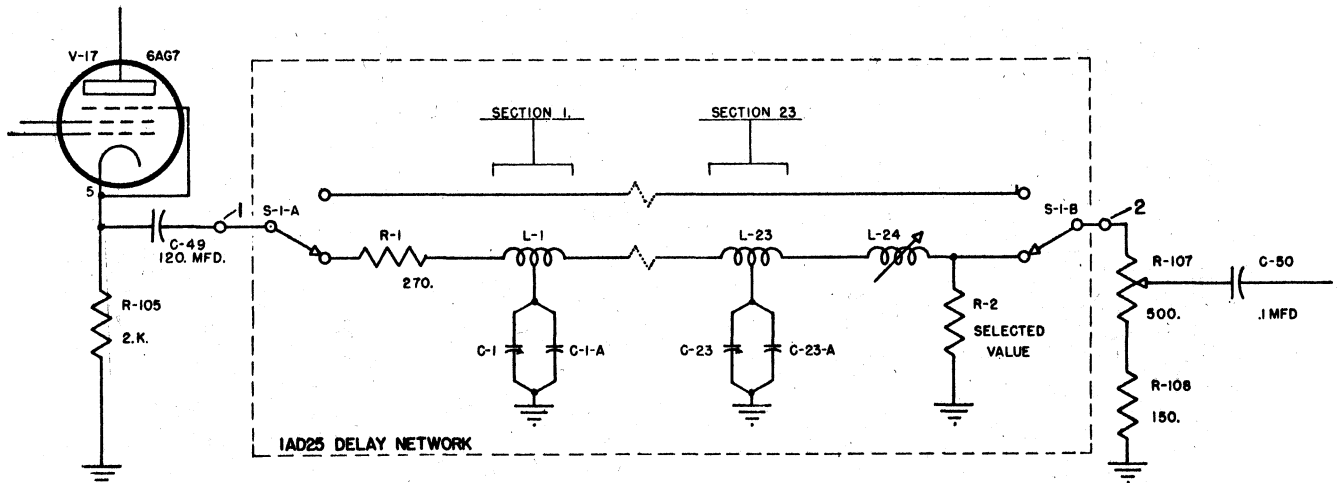 V-17 6AG7
SECTION 1.
SECTION 23
5
1
S-1-A
S-1-B
2
C-49
120. MFD.
R-1
270.
L-1
L-23
L-24
R-107
500.
C-50
.1 MFD
R-105
2.K.
R-2
SELECTED
VALUE
C-1
C-1-A
C-23
C-23-A
R-108
150.
1AD25 DELAY NETWORK